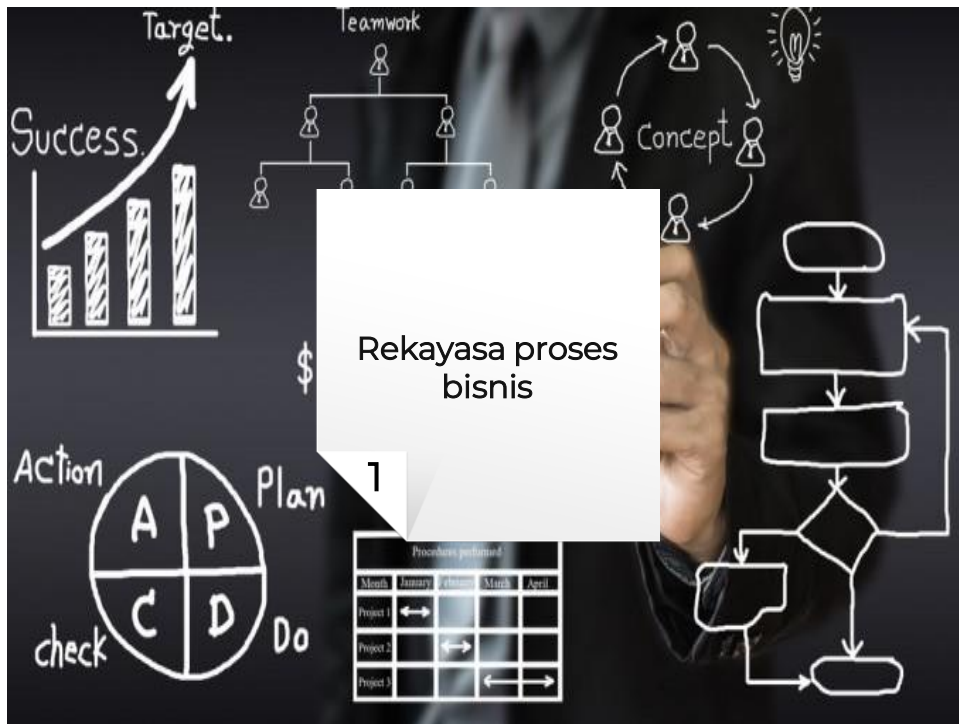 Target.
Teamwork
Success.
Concept
$
Rekayasa proses
bisnis
1
Action
Plan
A
P
C
D
check
Do
Procedures performed
Month January February March April
Project 1
Project 2
Project 3